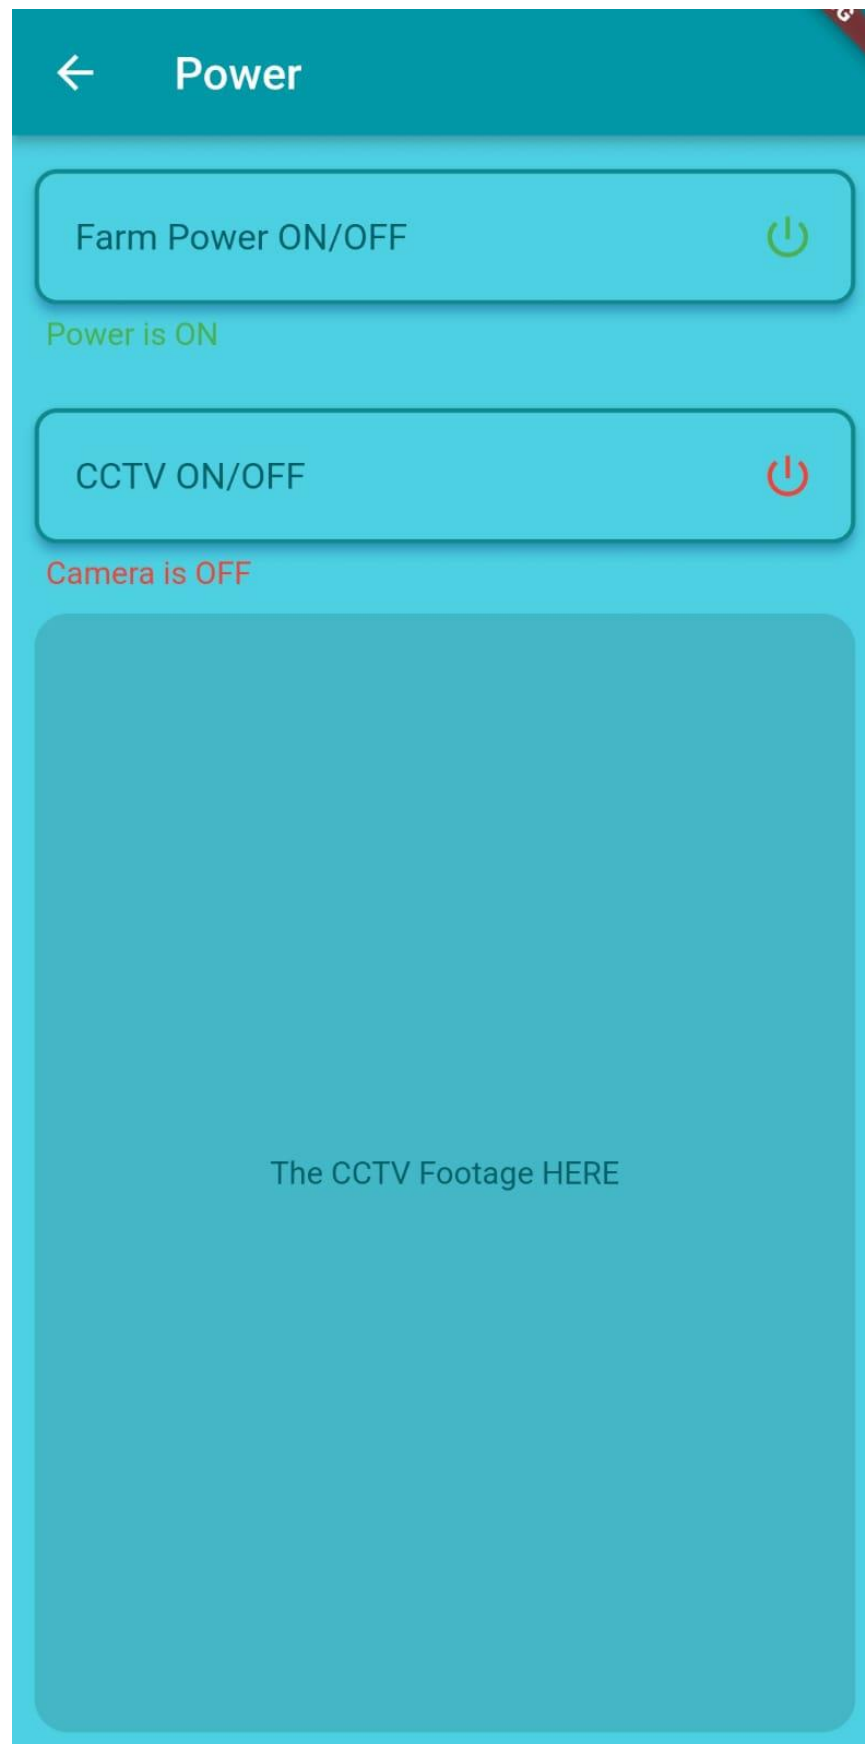 Power
Farm Power ON/OFF
Power is ON
CCTV ON/OFF
Camera is OFF
The CCTV Footage HERE